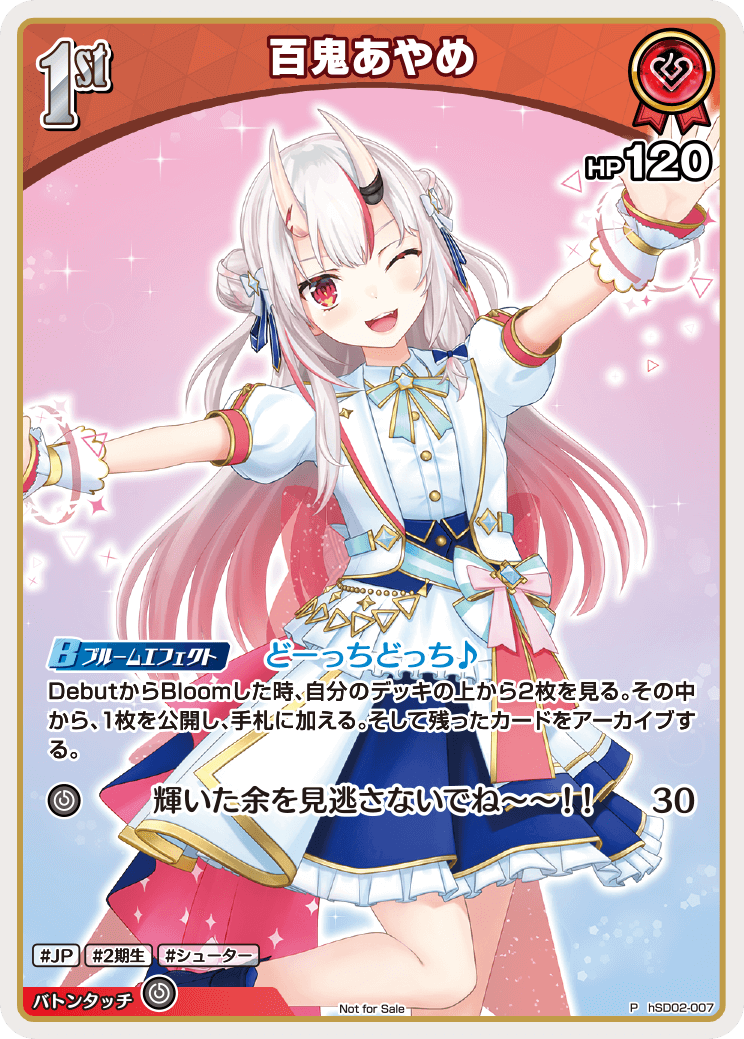 1st
百鬼あやめ
HP120
Bブルームエフェクト どーっちどっち♪
DebutからBloomした時、自分のデッキの上から2枚を見る。その中
から、1枚を公開し、手札に加える。そして残ったカードをアーカイブす
る。
輝いた余を見逃さないでね〜〜!! 30
#JP #2期生 #シューター
バトンタッチ
Not for Sale
P hSD02-007